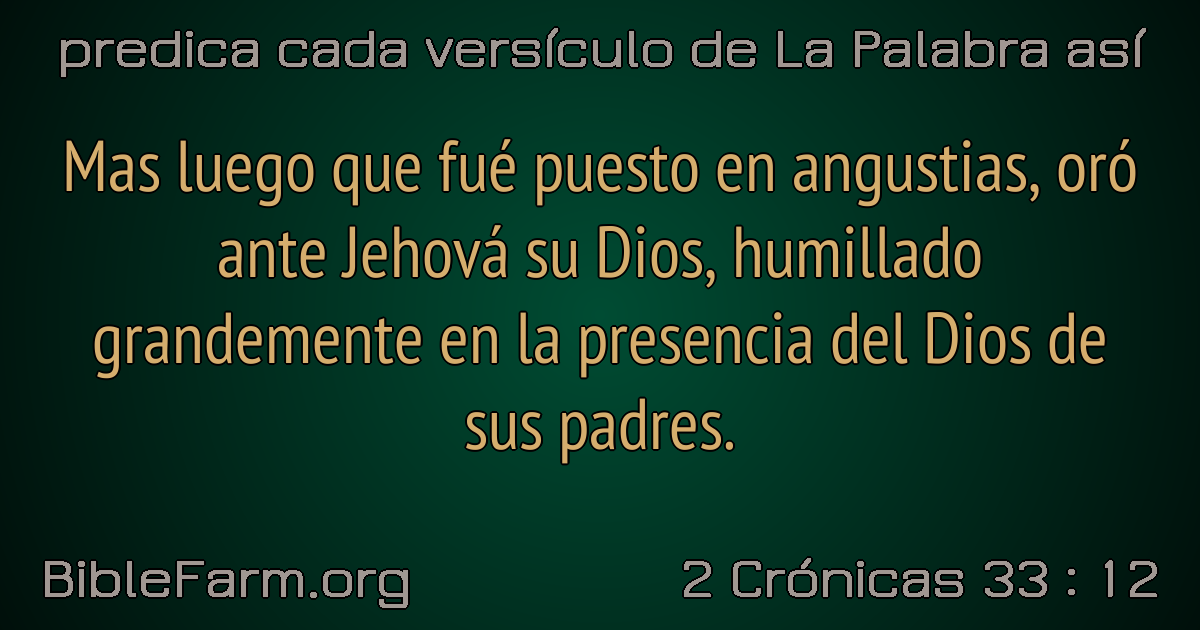 predica cada versículo de La Palabra así
Mas luego que fué puesto en angustias, oró
ante Jehová su Dios, humillado
grandemente en la presencia del Dios de
sus padres.
BibleFarm.org
2 Crónicas 33 : 12